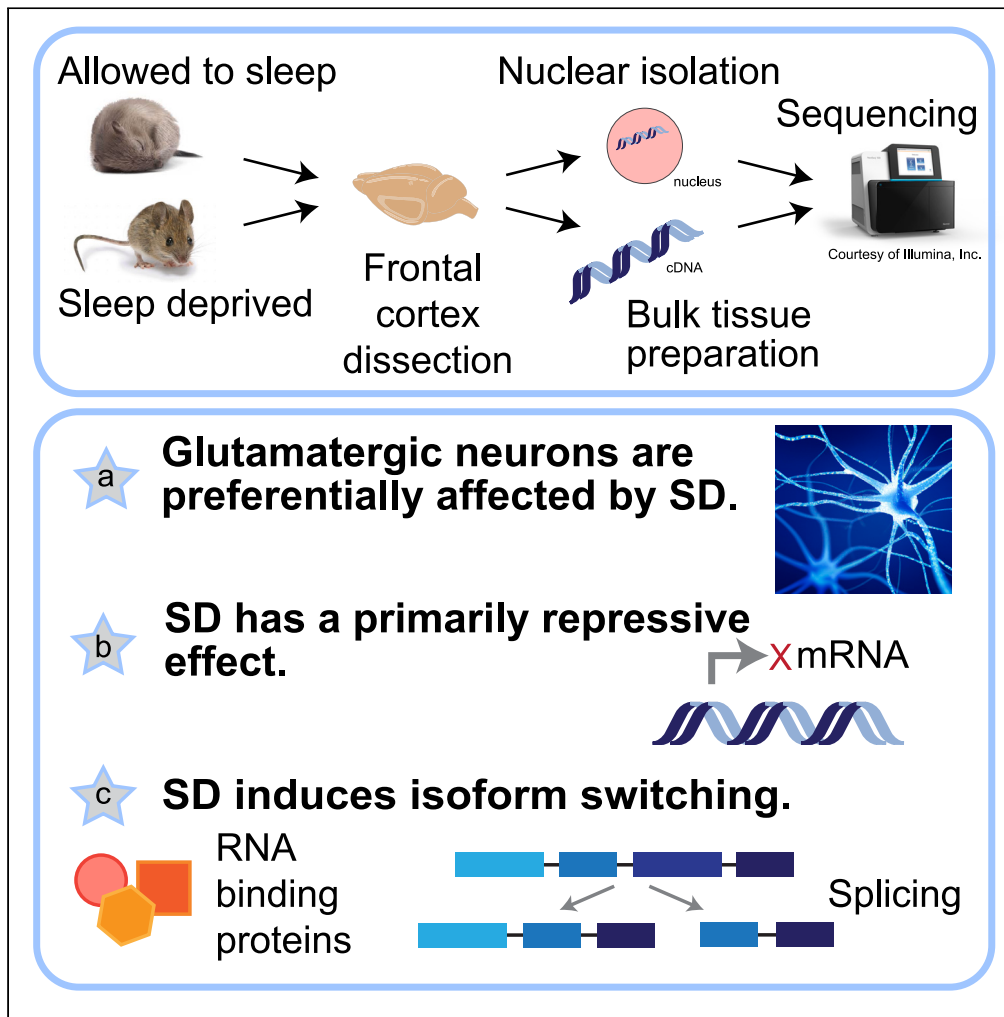 Allowed to sleep
Nuclear isolation
Sequencing
nucleus
cDNA
Courtesy of Illumina, Inc.
Sleep deprived
Frontal
cortex
dissection
Bulk tissue
preparation
a
Glutamatergic neurons are
preferentially affected by SD.
b
SD has a primarily repressive
effect.
X mRNA
c
SD induces isoform switching.
RNA
binding
proteins
Splicing